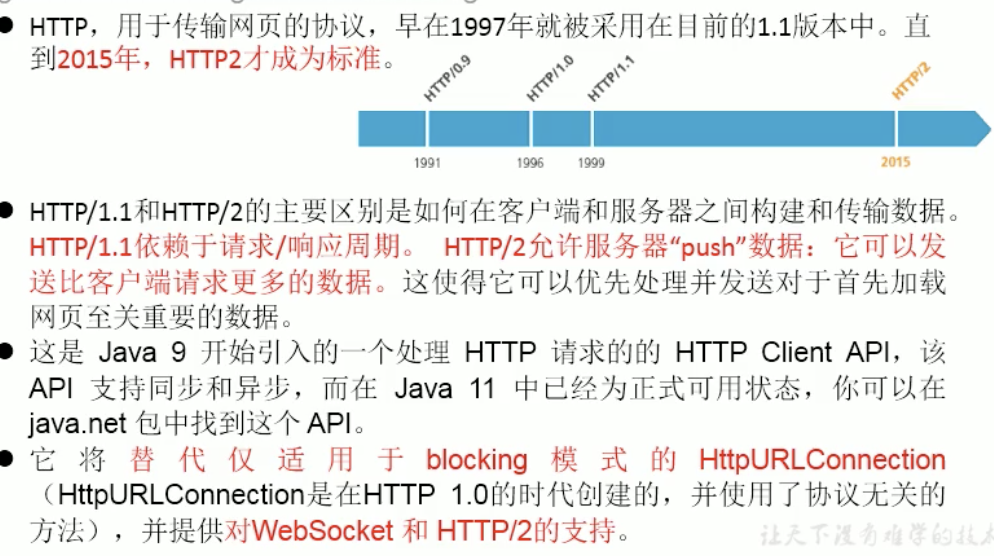 HTTP，用于传输网页的协议，早在1997年就被采用在目前的1.1版本中。直
到2015年，HTTP2才成为标准。
HTTP/0.9 HTTP/1.0 HTTP/1.1 HTTP/2
1991 1996 1999 2015
HTTP/1.1和HTTP/2的主要区别是如何在客户端和服务器之间构建和传输数据。
HTTP/1.1依赖于请求/响应周期。 HTTP/2允许服务器“push”数据：它可以发
送比客户端请求更多的数据。这使得它可以优先处理并发送对于首先加载
网页至关重要的数据。
这是 Java 9 开始引入的一个处理 HTTP 请求的的 HTTP Client API，该
API 支持同步和异步，而在 Java 11 中已经为正式可用状态，你可以在
java.net 包中找到这个 API。
它将替代仅适用于 blocking 模式的 HttpURLConnection
（HttpURLConnection是在HTTP 1.0的时代创建的，并使用了协议无关的
方法），并提供对WebSocket 和 HTTP/2的支持。
让天下没有难学的技术